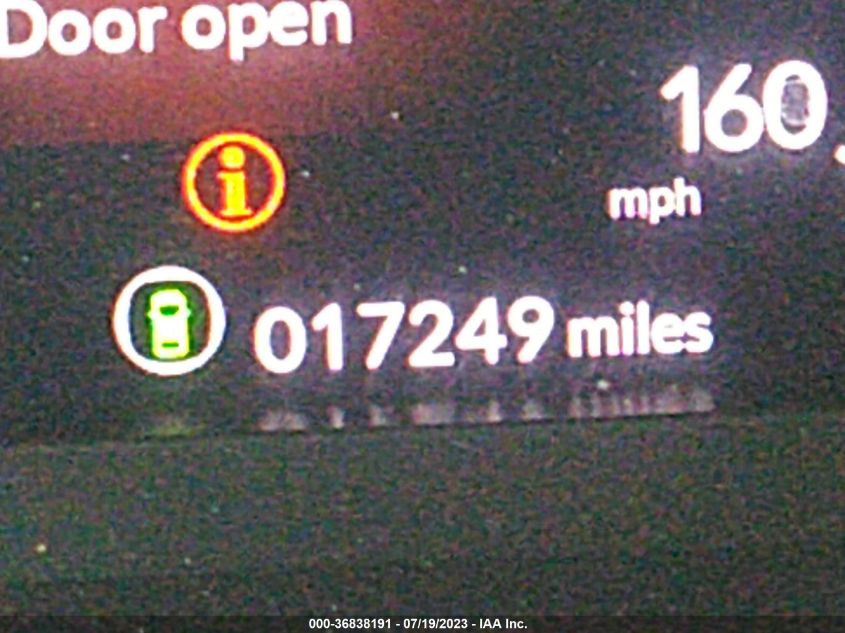 Door open
160
mph
017249 miles
000-36838191 - 07/19/2023 - IAA Inc.